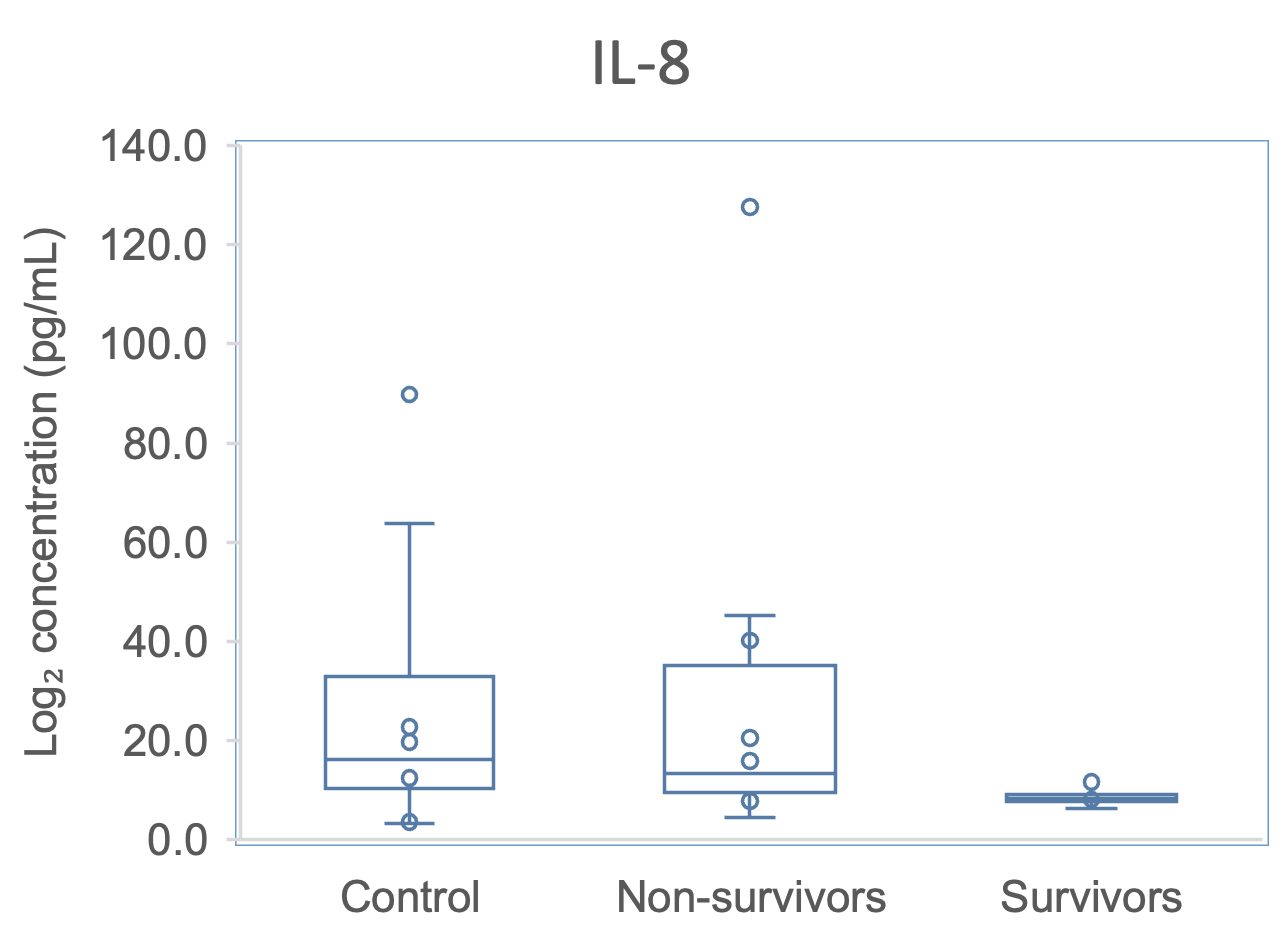 IL-8
Log₂ concentration (pg/mL)
140.0
120.0
100.0
80.0
60.0
40.0
20.0
0.0
Control
Non-survivors
Survivors